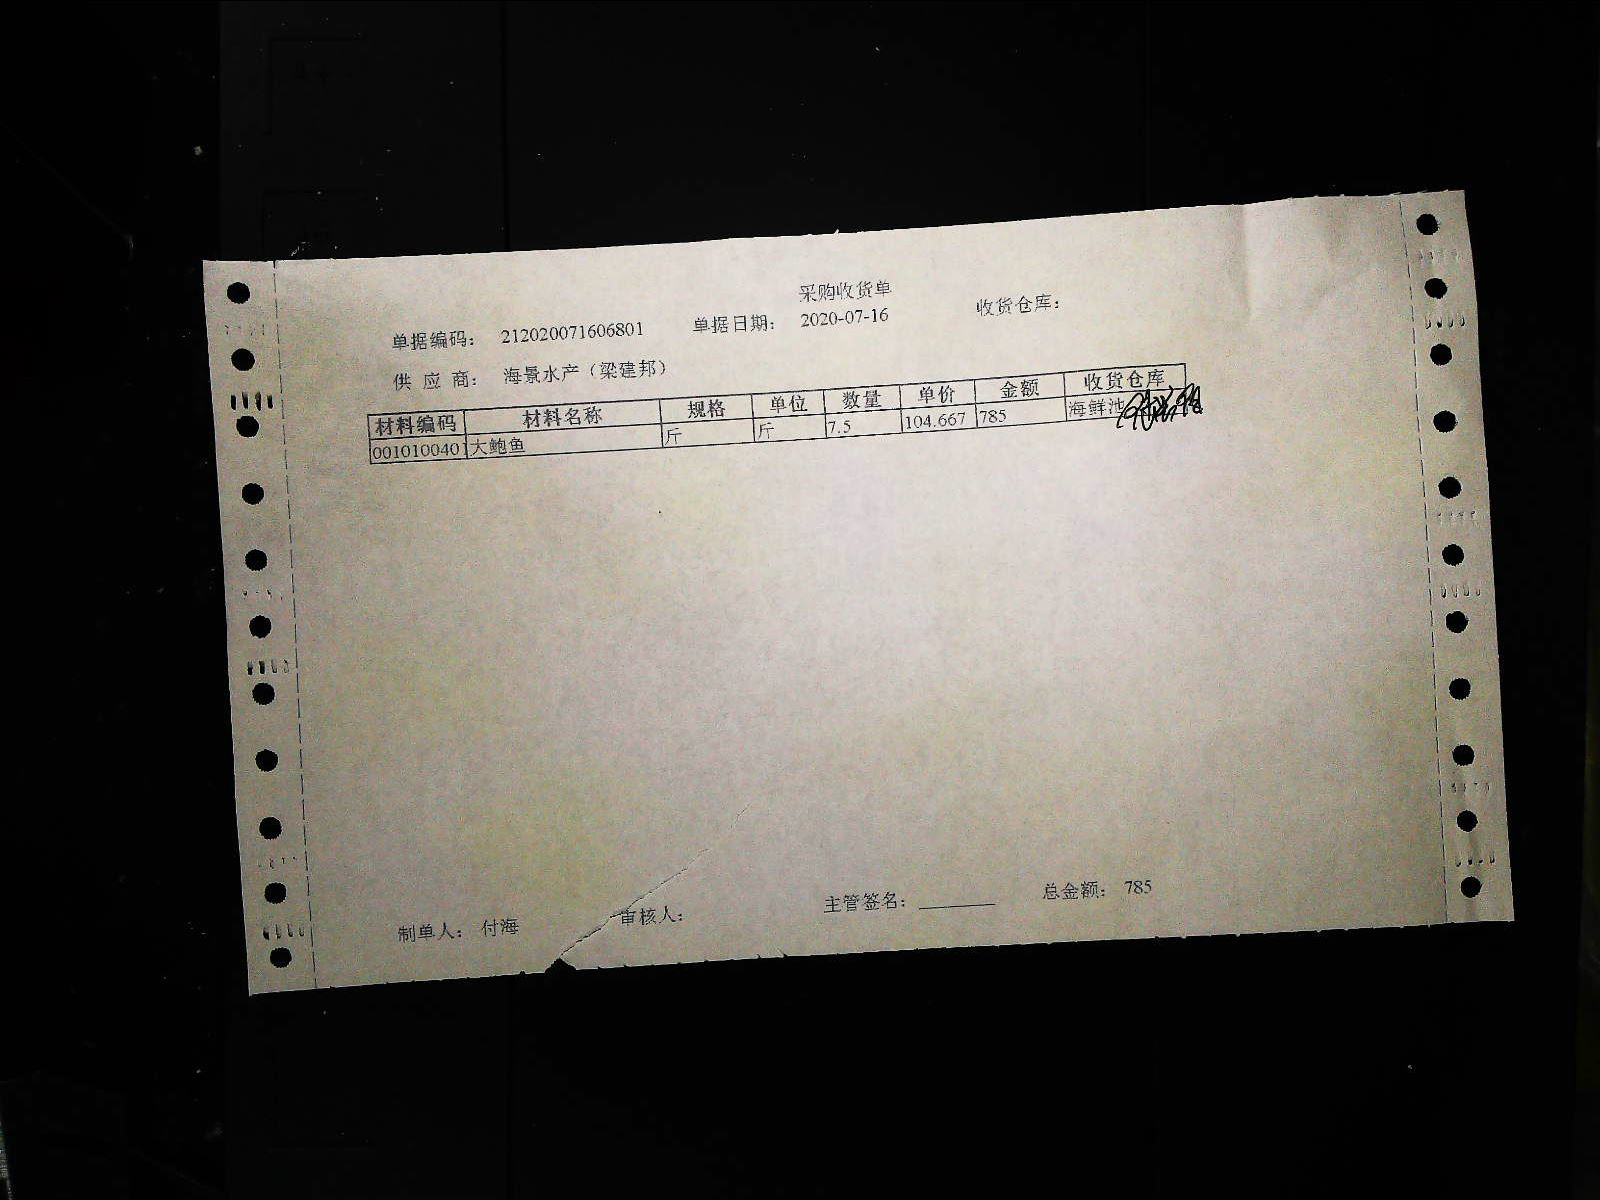 采购收货单
单据编码： 212020071606801 单据日期： 2020-07-16 收货仓库：
供 应 商： 海景水产（梁建邦）
材料编码 材料名称 规格 单位 数量 单价 金额 收货仓库
0010100401 大鲍鱼 斤 斤 7.5 104.667 785 海鲜池
制单人： 付海 审核人： 主管签名： ________ 总金额： 785